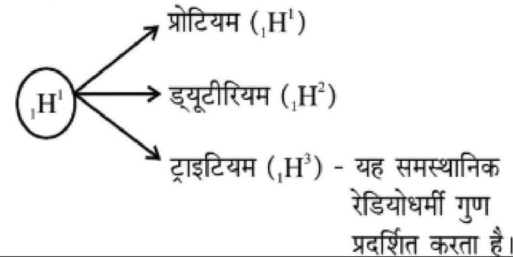 प्रोटियम (₁H¹)
₁H¹
ड्यूटीरियम (₁H²)
ट्राइटियम (₁H³) - यह समस्थानिक
रेडियोधर्मी गुण
प्रदर्शित करता है।